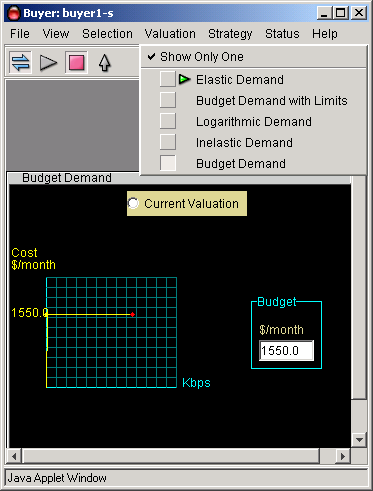 Buyer: buyer1-s
File View Selection Valuation Strategy Status Help
Show Only One
Elastic Demand
Budget Demand with Limits
Logarithmic Demand
Inelastic Demand
Budget Demand
Budget Demand
Current Valuation
Cost
$/month
1550.0
Kbps
Budget
$/month
1550.0
Java Applet Window